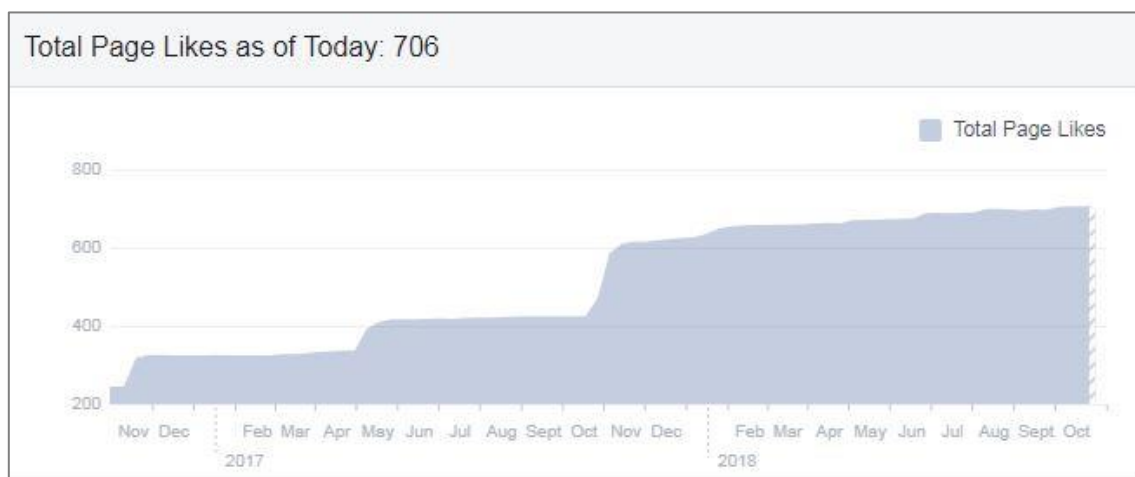 Total Page Likes as of Today: 706
Total Page Likes
800
600
400
200
Nov Dec Feb Mar Apr May Jun Jul Aug Sept Oct Nov Dec Feb Mar Apr May Jun Jul Aug Sept Oct
2017 2018